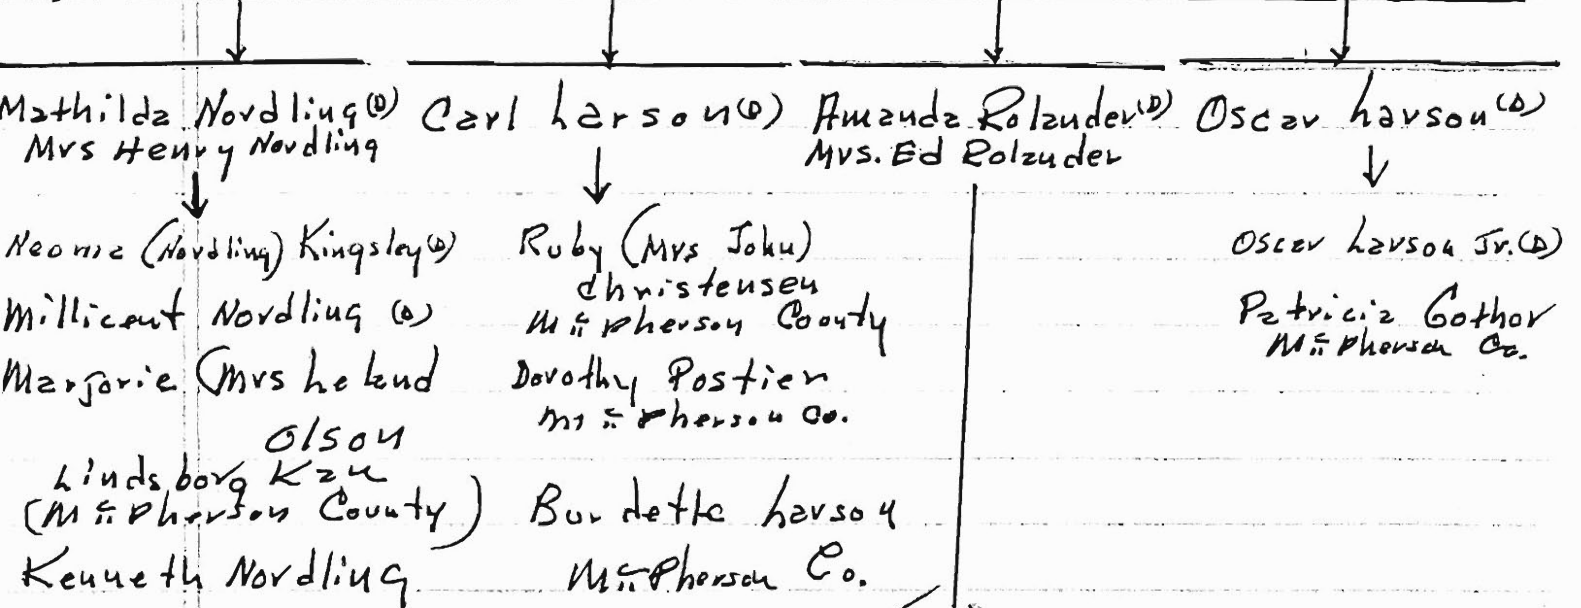 Mathilda Nordling (D)
Mrs Henry Nordling
Neoma (Nordling) Kingsley (D)
Millicent Nordling (D)
Marjorie (Mrs Leland
Olson
Lindsborg Kan
(McPherson County)
Kenneth Nordling
Carl Larson (D)
Ruby (Mrs John)
Christensen
McPherson County
Dorothy Postier
McPherson Co.
Burdette Larson
McPherson Co.
Amanda Rolander (D)
Mrs. Ed Rolander
Oscar Larson (D)
Oscar Larson Jr. (D)
Patricia Gothor
McPherson Co.